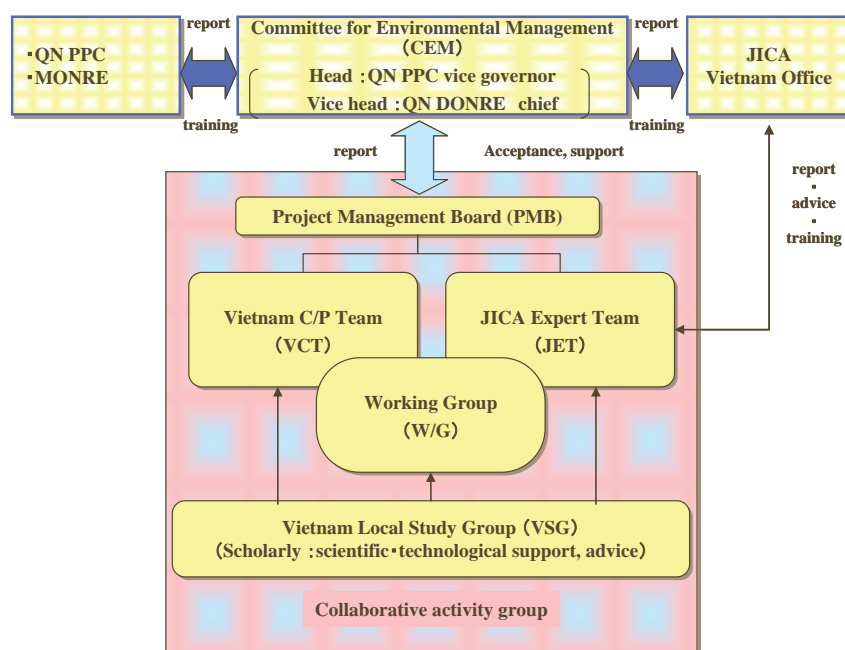 report
report
・QN PPC
・MONRE
Committee for Environmental Management
(CEM)
Head :QN PPC vice governor
Vice head :QN DONRE chief
JICA
Vietnam Office
training
training
report
Acceptance, support
report
・
advice
・
training
Project Management Board (PMB)
Vietnam C/P Team
(VCT)
JICA Expert Team
(JET)
Working Group
(W/G)
Vietnam Local Study Group (VSG)
(Scholarly :scientific・technological support, advice)
Collaborative activity group